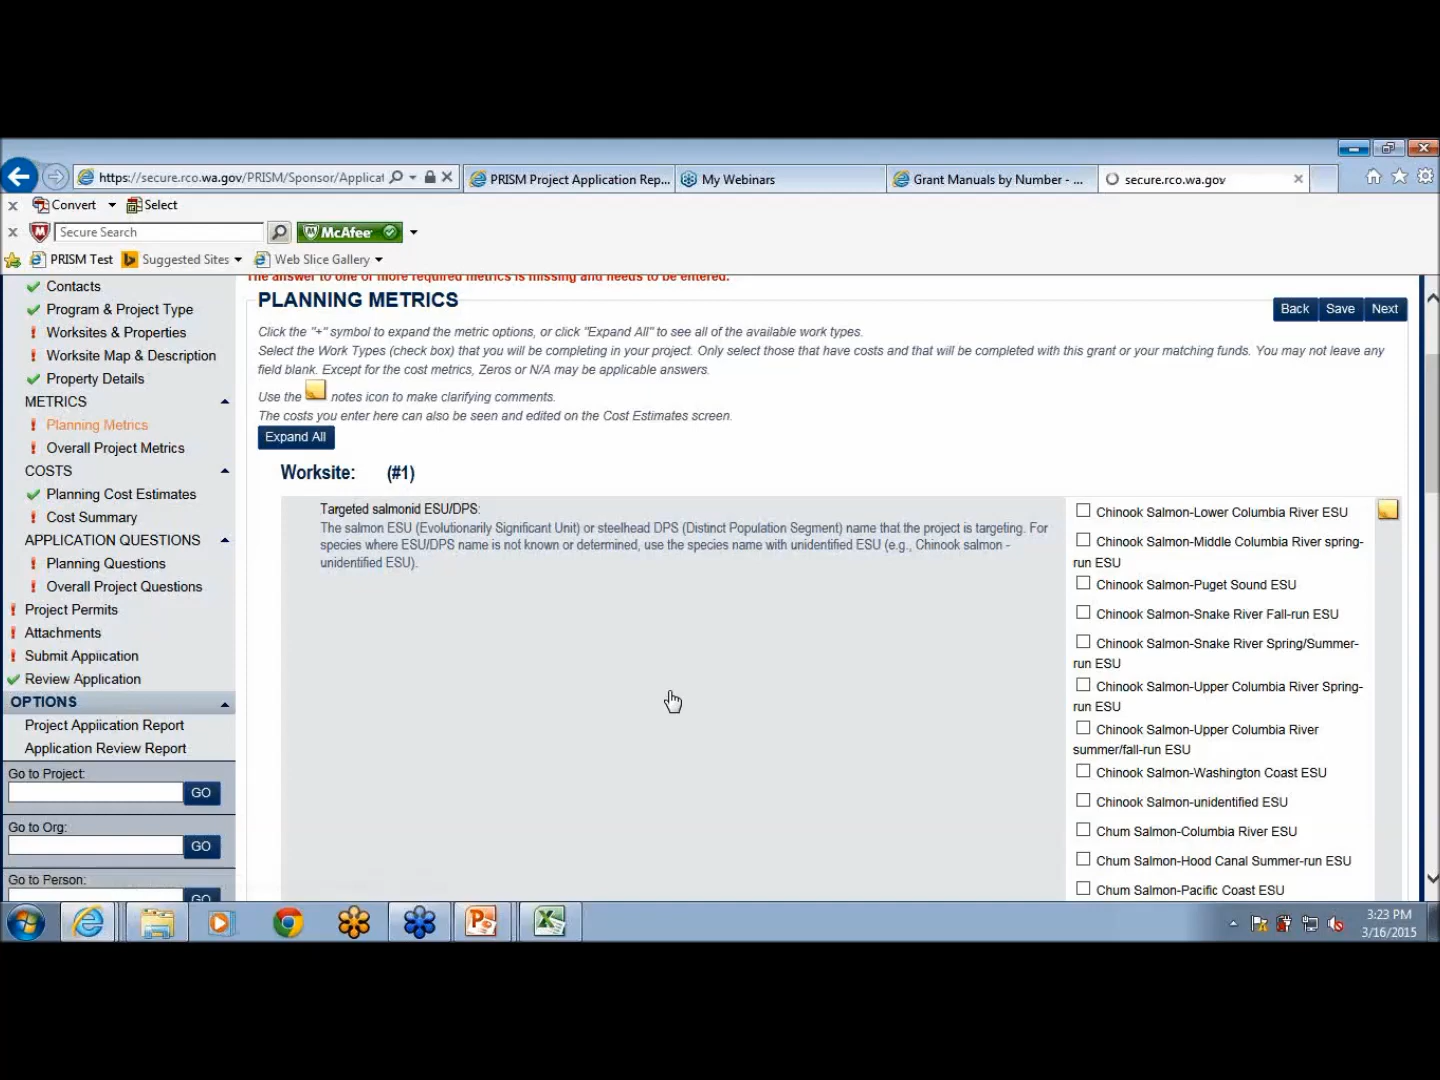 https://secure.rco.wa.gov/PRISM/Sponsor/Applicat
PRISM Project Application Rep...
My Webinars
Grant Manuals by Number - ...
secure.rco.wa.gov
Convert
Select
Secure Search
McAfee
PRISM Test
Suggested Sites
Web Slice Gallery
Contacts
Program & Project Type
Worksites & Properties
Worksite Map & Description
Property Details
METRICS
Planning Metrics
Overall Project Metrics
COSTS
Planning Cost Estimates
Cost Summary
APPLICATION QUESTIONS
Planning Questions
Overall Project Questions
Project Permits
Attachments
Submit Application
Review Application
OPTIONS
Project Application Report
Application Review Report
Go to Project:
GO
Go to Org:
GO
Go to Person:
GO
The answer to one or more required metrics is missing and needs to be entered.
PLANNING METRICS
Back
Save
Next
Click the "+" symbol to expand the metric options, or click "Expand All" to see all of the available work types.
Select the Work Types (check box) that you will be completing in your project. Only select those that have costs and that will be completed with this grant or your matching funds. You may not leave any
field blank. Except for the cost metrics, Zeros or N/A may be applicable answers.
Use the notes icon to make clarifying comments.
The costs you enter here can also be seen and edited on the Cost Estimates screen.
Expand All
Worksite: (#1)
Targeted salmonid ESU/DPS:
The salmon ESU (Evolutionarily Significant Unit) or steelhead DPS (Distinct Population Segment) name that the project is targeting. For
species where ESU/DPS name is not known or determined, use the species name with unidentified ESU (e.g., Chinook salmon -
unidentified ESU).
Chinook Salmon-Lower Columbia River ESU
Chinook Salmon-Middle Columbia River spring-
run ESU
Chinook Salmon-Puget Sound ESU
Chinook Salmon-Snake River Fall-run ESU
Chinook Salmon-Snake River Spring/Summer-
run ESU
Chinook Salmon-Upper Columbia River Spring-
run ESU
Chinook Salmon-Upper Columbia River
summer/fall-run ESU
Chinook Salmon-Washington Coast ESU
Chinook Salmon-unidentified ESU
Chum Salmon-Columbia River ESU
Chum Salmon-Hood Canal Summer-run ESU
Chum Salmon-Pacific Coast ESU
3:23 PM
3/16/2015